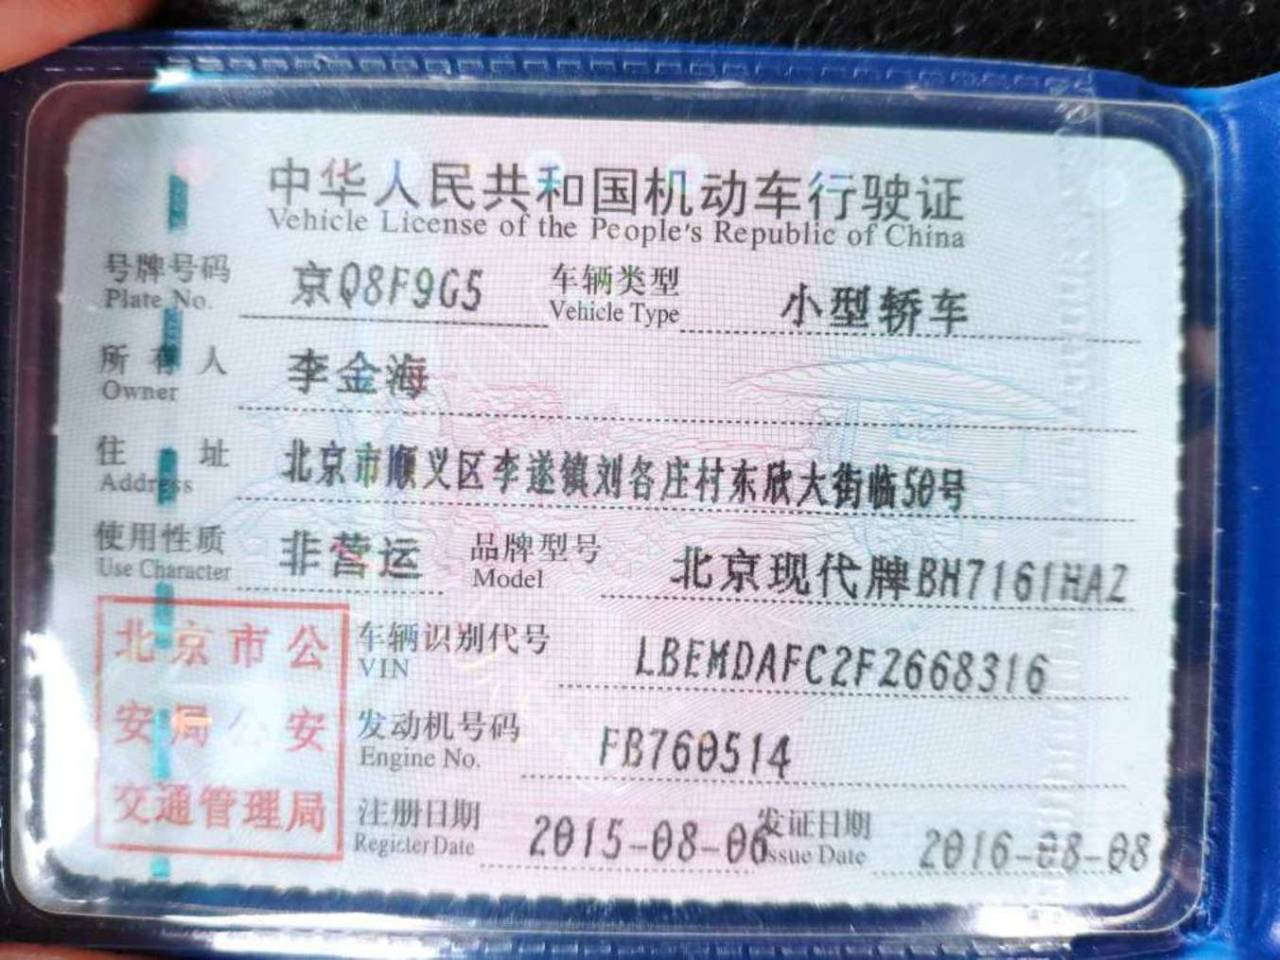 中华人民共和国机动车行驶证
Vehicle License of the People's Republic of China
号牌号码 京Q8F9G5 车辆类型 小型轿车
Plate No. Vehicle Type
所有人 李金海
Owner
住址 北京市顺义区李遂镇刘各庄村东欣大街临50号
Address
使用性质 非营运 品牌型号 北京现代牌BH7161HAZ
Use Character Model
北京市公安局公安交通管理局
车辆识别代号 LBEMDAFC2FZ668316
VIN
发动机号码 FB760514
Engine No.
注册日期 2015-08-06 发证日期 2016-08-08
Register Date Issue Date